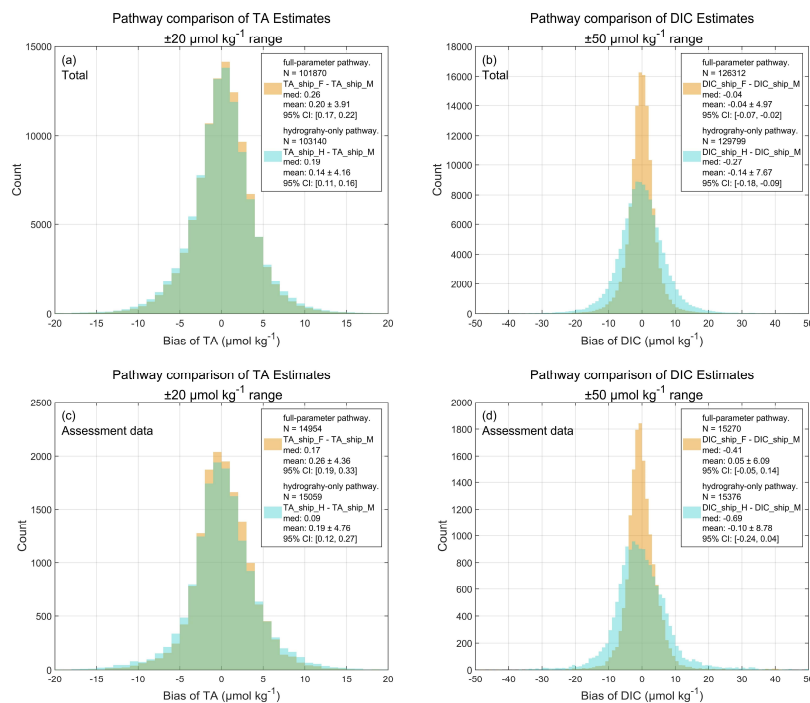 Pathway comparison of TA Estimates
±20 μmol kg⁻¹ range
15000
10000
5000
0
Count
(a)
Total
full-parameter pathway.
N = 101870
TA_ship_F - TA_ship_M
med: 0.26
mean: 0.20 ± 3.91
95% CI: [0.17, 0.22]
hydrograhy-only pathway.
N = 103140
TA_ship_H - TA_ship_M
med: 0.19
mean: 0.14 ± 4.16
95% CI: [0.11, 0.16]
-20 -15 -10 -5 0 5 10 15 20
Bias of TA (μmol kg⁻¹)
Pathway comparison of DIC Estimates
±50 μmol kg⁻¹ range
18000
16000
14000
12000
10000
8000
6000
4000
2000
0
Count
(b)
Total
full-parameter pathway.
N = 126312
DIC_ship_F - DIC_ship_M
med: -0.04
mean: -0.04 ± 4.97
95% CI: [-0.07, -0.02]
hydrograhy-only pathway.
N = 129799
DIC_ship_H - DIC_ship_M
med: -0.27
mean: -0.14 ± 7.67
95% CI: [-0.18, -0.09]
-50 -40 -30 -20 -10 0 10 20 30 40 50
Bias of DIC (μmol kg⁻¹)
Pathway comparison of TA Estimates
±20 μmol kg⁻¹ range
2500
2000
1500
1000
500
0
Count
(c)
Assessment data
full-parameter pathway.
N = 14954
TA_ship_F - TA_ship_M
med: 0.17
mean: 0.26 ± 4.36
95% CI: [0.19, 0.33]
hydrograhy-only pathway.
N = 15059
TA_ship_H - TA_ship_M
med: 0.09
mean: 0.19 ± 4.76
95% CI: [0.12, 0.27]
-20 -15 -10 -5 0 5 10 15 20
Bias of TA (μmol kg⁻¹)
Pathway comparison of DIC Estimates
±50 μmol kg⁻¹ range
2000
1800
1600
1400
1200
1000
800
600
400
200
0
Count
(d)
Assessment data
full-parameter pathway.
N = 15270
DIC_ship_F - DIC_ship_M
med: -0.41
mean: 0.05 ± 6.09
95% CI: [-0.05, 0.14]
hydrograhy-only pathway.
N = 15376
DIC_ship_H - DIC_ship_M
med: -0.69
mean: -0.10 ± 8.78
95% CI: [-0.24, 0.04]
-50 -40 -30 -20 -10 0 10 20 30 40 50
Bias of DIC (μmol kg⁻¹)